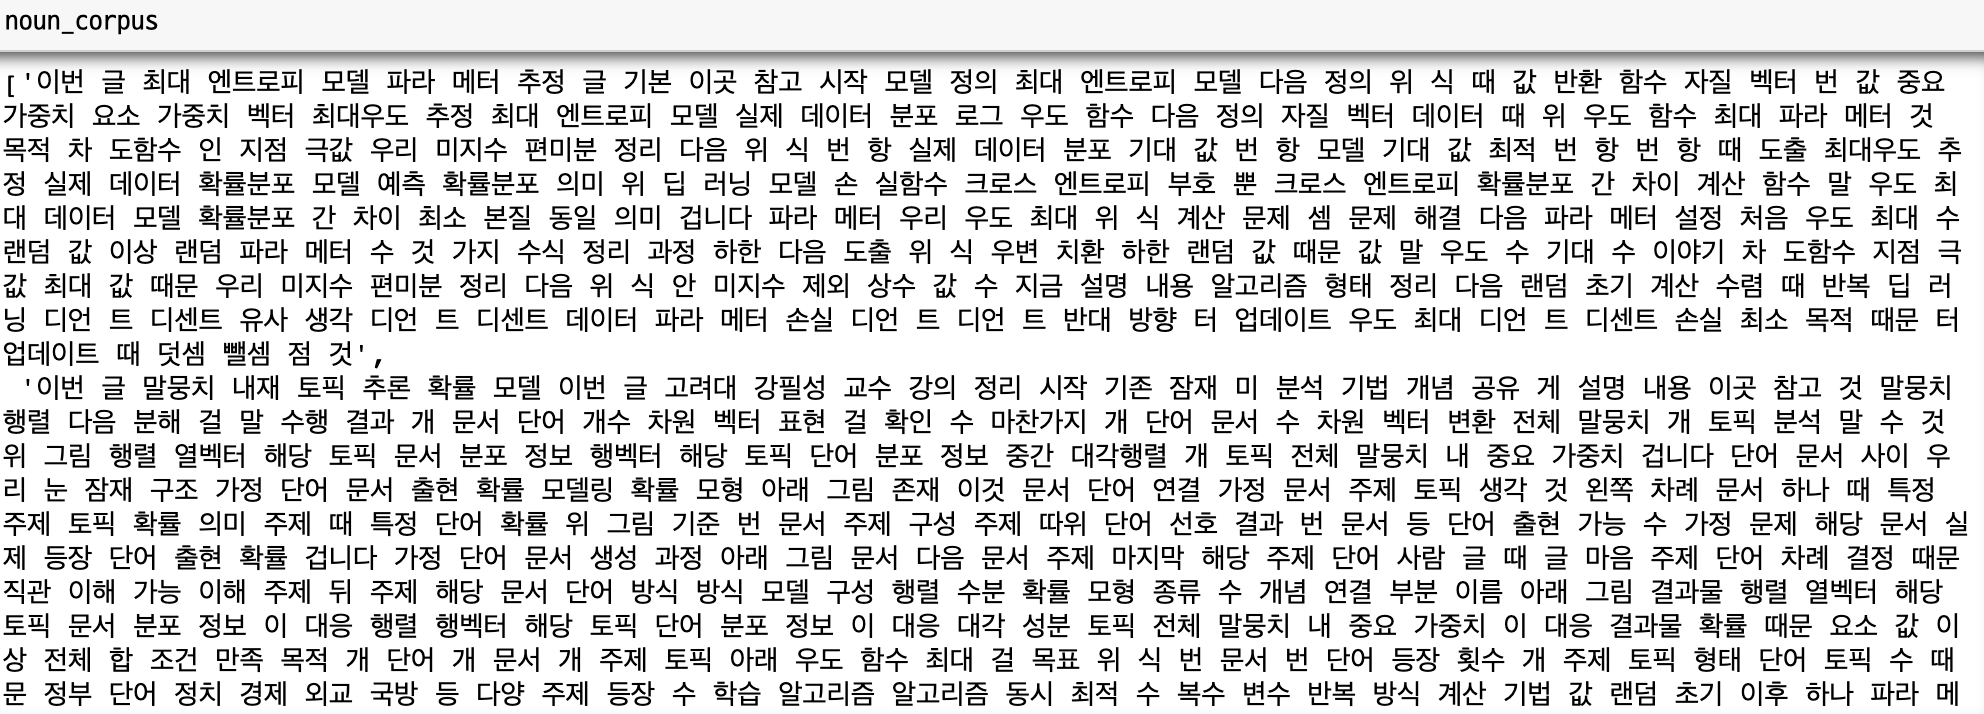 noun_corpus
['이번 글 최대 엔트로피 모델 파라 메터 추정 글 기본 이곳 참고 시작 모델 정의 최대 엔트로피 모델 다음 정의 위 식 때 값 반환 함수 자질 벡터 번 값 중요
가중치 요소 가중치 벡터 최대우도 추정 최대 엔트로피 모델 실제 데이터 분포 로그 우도 함수 다음 정의 자질 벡터 데이터 때 위 우도 함수 최대 파라 메터 것
목적 차 도함수 인 지점 극값 우리 미지수 편미분 정리 다음 위 식 번 항 실제 데이터 분포 기대 값 번 항 모델 기대 값 최적 번 항 번 항 때 도출 최대우도 추
정 실제 데이터 확률분포 모델 예측 확률분포 의미 위 딥 러닝 모델 손 실함수 크로스 엔트로피 부호 뿐 크로스 엔트로피 확률분포 간 차이 계산 함수 말 우도 최
대 데이터 모델 확률분포 간 차이 최소 본질 동일 의미 겁니다 파라 메터 우리 우도 최대 위 식 계산 문제 셈 문제 해결 다음 파라 메터 설정 처음 우도 최대 수
랜덤 값 이상 랜덤 파라 메터 수 것 가지 수식 정리 과정 하한 다음 도출 위 식 우변 치환 하한 랜덤 값 때문 값 말 우도 수 기대 수 이야기 차 도함수 지점 극
값 최대 값 때문 우리 미지수 편미분 정리 다음 위 식 안 미지수 제외 상수 값 수 지금 설명 내용 알고리즘 형태 정리 다음 랜덤 초기 계산 수렴 때 반복 딥 러
닝 디언 트 디센트 유사 생각 디언 트 디센트 데이터 파라 메터 손실 디언 트 디언 트 반대 방향 터 업데이트 우도 최대 디언 트 디센트 손실 최소 목적 때문 터
업데이트 때 덧셈 뺄셈 점 것',
'이번 글 말뭉치 내재 토픽 추론 확률 모델 이번 글 고려대 강필성 교수 강의 정리 시작 기존 잠재 미 분석 기법 개념 공유 게 설명 내용 이곳 참고 것 말뭉치
행렬 다음 분해 걸 말 수행 결과 개 문서 단어 개수 차원 벡터 표현 걸 확인 수 마찬가지 개 단어 문서 수 차원 벡터 변환 전체 말뭉치 개 토픽 분석 말 수 것
위 그림 행렬 열벡터 해당 토픽 문서 분포 정보 행벡터 해당 토픽 단어 분포 정보 중간 대각행렬 개 토픽 전체 말뭉치 내 중요 가중치 겁니다 단어 문서 사이 우
리 눈 잠재 구조 가정 단어 문서 출현 확률 모델링 확률 모형 아래 그림 존재 이것 문서 단어 연결 가정 문서 주제 토픽 생각 것 왼쪽 차례 문서 하나 때 특정
주제 토픽 확률 의미 주제 때 특정 단어 확률 위 그림 기준 번 문서 주제 구성 주제 따위 단어 선호 결과 번 문서 등 단어 출현 가능 수 가정 문제 해당 문서 실
제 등장 단어 출현 확률 겁니다 가정 단어 문서 생성 과정 아래 그림 문서 다음 문서 주제 마지막 해당 주제 단어 사람 글 때 글 마음 주제 단어 차례 결정 때문
직관 이해 가능 이해 주제 뒤 주제 해당 문서 단어 방식 방식 모델 구성 행렬 수분 확률 모형 종류 수 개념 연결 부분 이름 아래 그림 결과물 행렬 열벡터 해당
토픽 문서 분포 정보 이 대응 행렬 행벡터 해당 토픽 단어 분포 정보 이 대응 대각 성분 토픽 전체 말뭉치 내 중요 가중치 이 대응 결과물 확률 때문 요소 값 이
상 전체 합 조건 만족 목적 개 단어 개 문서 개 주제 토픽 아래 우도 함수 최대 걸 목표 위 식 번 문서 번 단어 등장 횟수 개 주제 토픽 형태 단어 토픽 수 때
문 정부 단어 정치 경제 외교 국방 등 다양 주제 등장 수 학습 알고리즘 알고리즘 동시 최적 수 복수 변수 반복 방식 계산 기법 값 랜덤 초기 이후 하나 파라 메